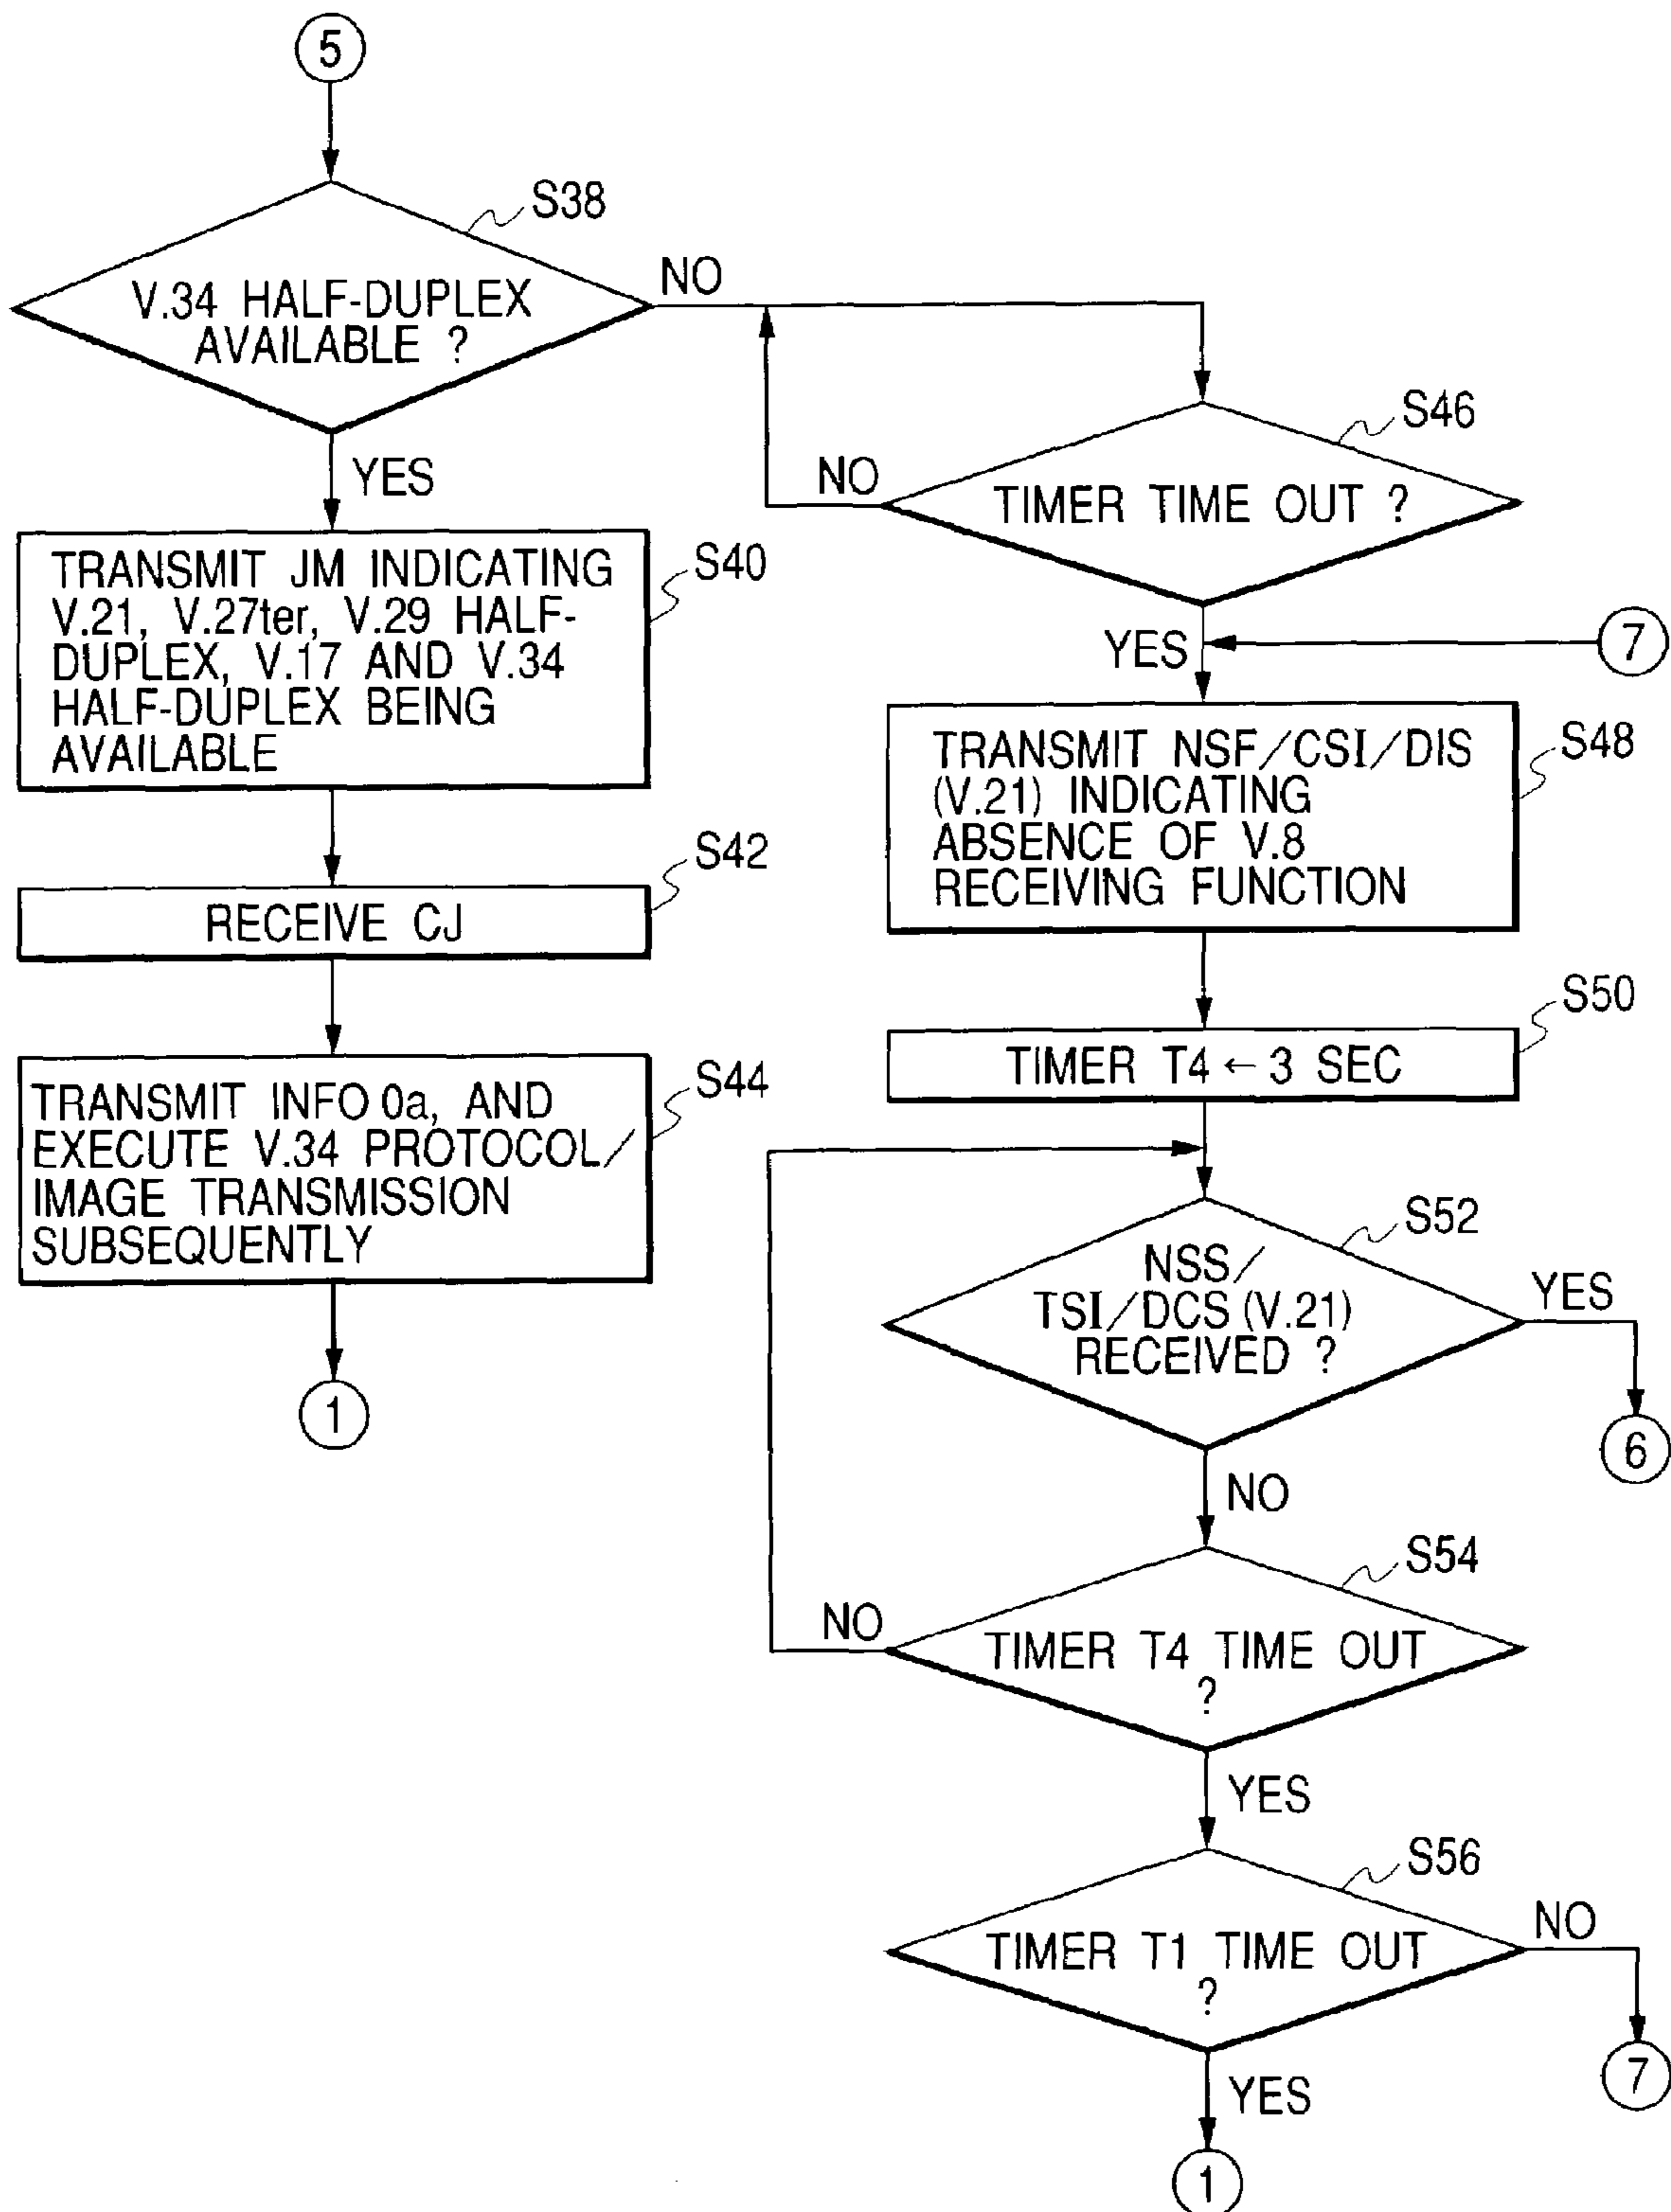 5
S38
V.34 HALF-DUPLEX
AVAILABLE ?
NO
YES
S40
TRANSMIT JM INDICATING
V.21, V.27ter, V.29 HALF-
DUPLEX, V.17 AND V.34
HALF-DUPLEX BEING
AVAILABLE
S42
RECEIVE CJ
S44
TRANSMIT INFO 0a, AND
EXECUTE V.34 PROTOCOL/
IMAGE TRANSMISSION
SUBSEQUENTLY
1
S46
TIMER TIME OUT ?
NO
YES
7
S48
TRANSMIT NSF/CSI/DIS
(V.21) INDICATING
ABSENCE OF V.8
RECEIVING FUNCTION
S50
TIMER T4 ← 3 SEC
S52
NSS/
TSI/DCS (V.21)
RECEIVED ?
YES
6
NO
S54
TIMER T4 TIME OUT
?
NO
YES
S56
TIMER T1 TIME OUT
?
NO
7
YES
1